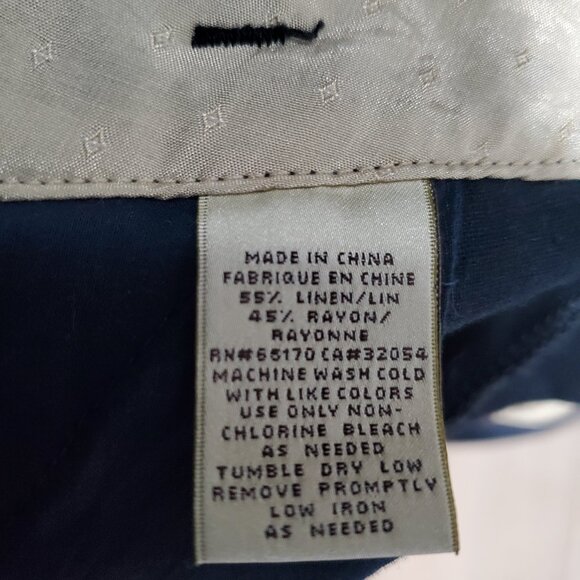 MADE IN CHINA
FABRIQUE EN CHINE
55% LINEN/LIN
45% RAYON/
RAYONNE
RN#65170 CA#32054
MACHINE WASH COLD
WITH LIKE COLORS
USE ONLY NON-
CHLORINE BLEACH
AS NEEDED
TUMBLE DRY LOW
REMOVE PROMPTLY
LOW IRON
AS NEEDED